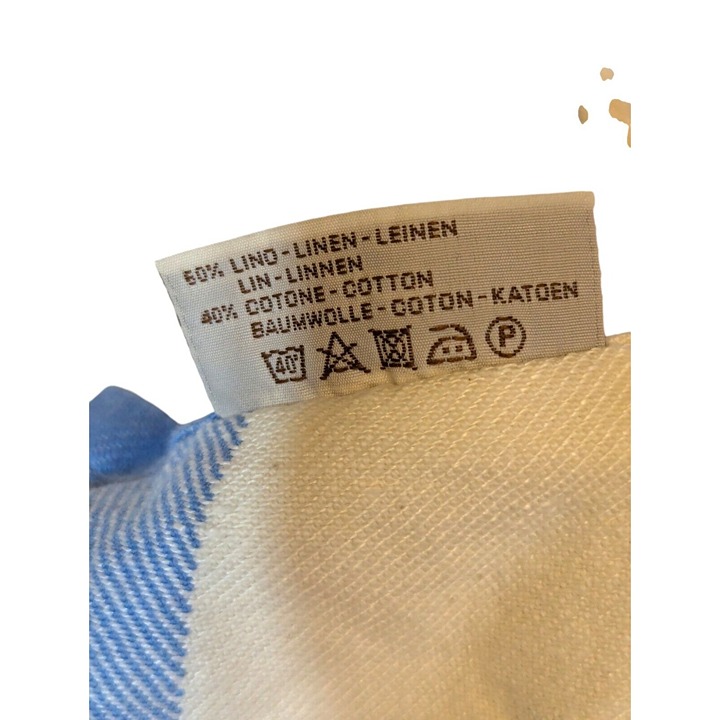 60% LINO-LINEN-LEINEN
LIN-LINNEN
40% COTONE-COTTON
BAUMWOLLE-COTON-KATOEN
40°
P